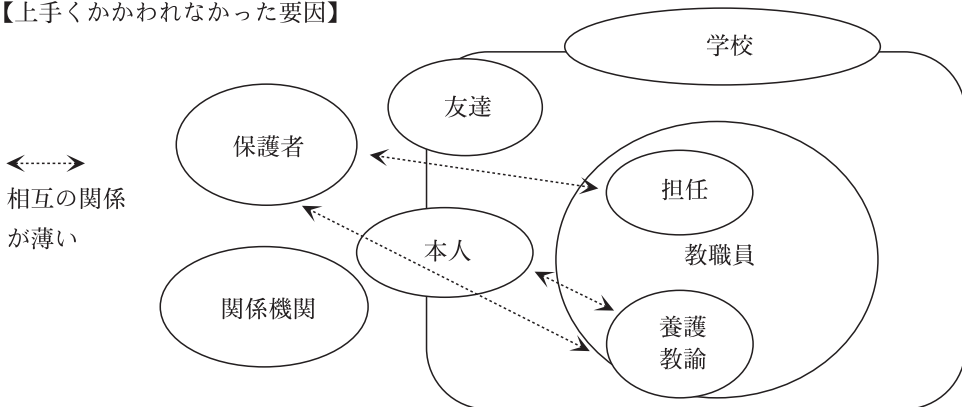 【上手くかかわれなかった要因】
学校
友達
保護者
担任
相互の関係
が薄い
本人
教職員
関係機関
養護
教諭